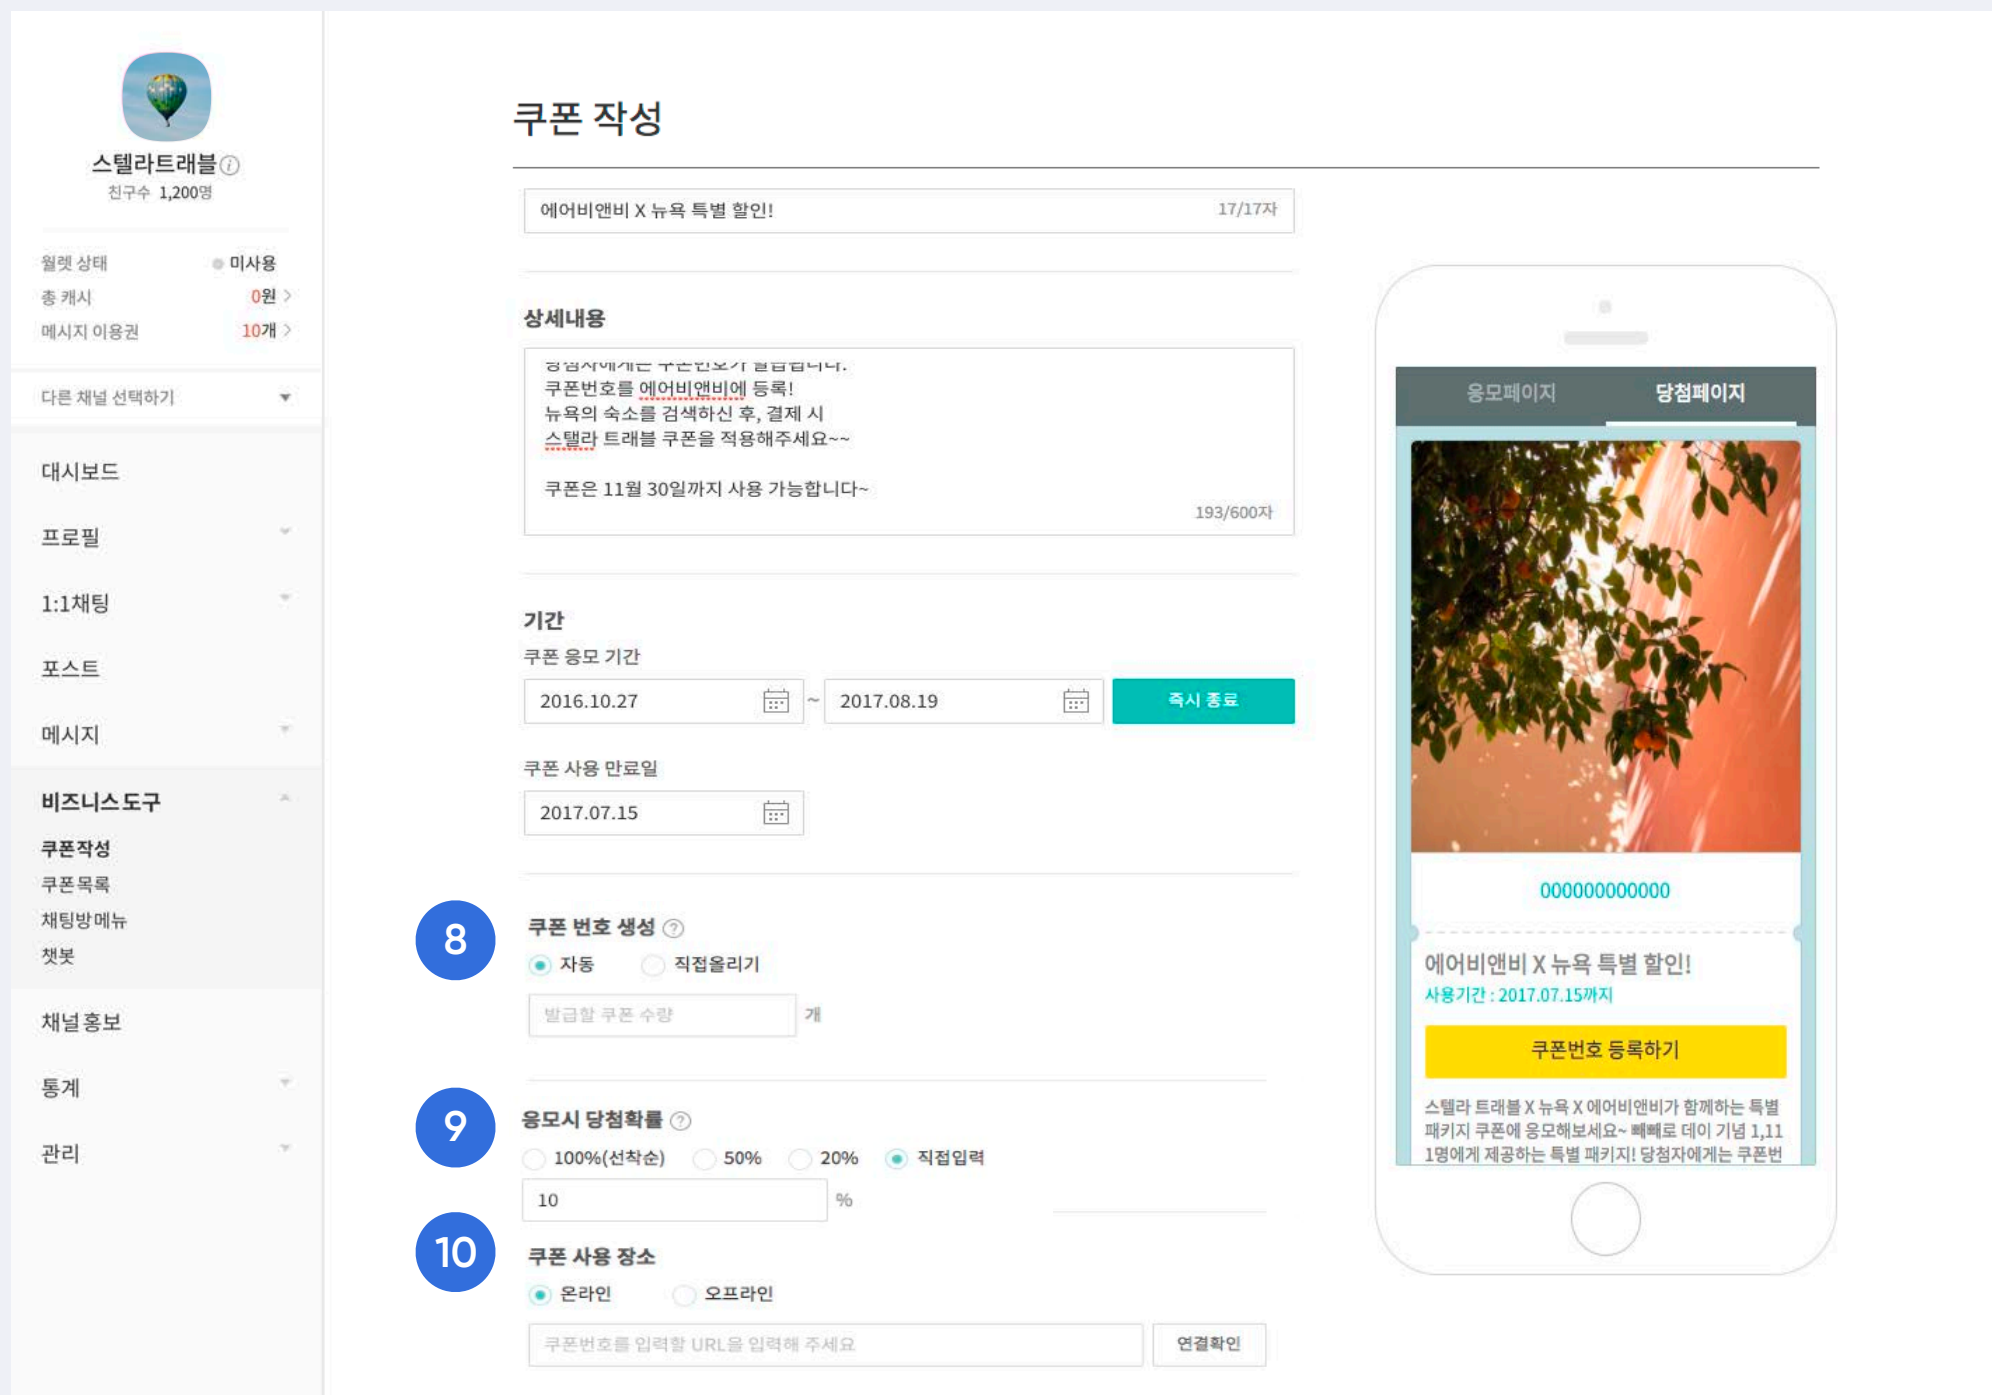 스텔라트래블
친구수 1,200명
월렛 상태 미사용
총 캐시 0원
메시지 이용권 10개
다른 채널 선택하기
대시보드
프로필
1:1채팅
포스트
메시지
비즈니스 도구
쿠폰작성
쿠폰목록
채팅방메뉴
챗봇
채널홍보
통계
관리
쿠폰 작성
에어비앤비 X 뉴욕 특별 할인! 17/17자
상세내용
당첨자에게는 쿠폰번호가 발급됩니다.
쿠폰번호를 에어비앤비에 등록!
뉴욕의 숙소를 검색하신 후, 결제 시
스탤라 트래블 쿠폰을 적용해주세요~~
쿠폰은 11월 30일까지 사용 가능합니다~
193/600자
기간
쿠폰 응모 기간
2016.10.27 ~ 2017.08.19 즉시 종료
쿠폰 사용 만료일
2017.07.15
8 쿠폰 번호 생성 ?
자동 직접올리기
발급할 쿠폰 수량 개
9 응모시 당첨확률 ?
100%(선착순) 50% 20% 직접입력
10 %
10 쿠폰 사용 장소
온라인 오프라인
쿠폰번호를 입력할 URL을 입력해 주세요 연결확인
응모페이지 당첨페이지
000000000000
에어비앤비 X 뉴욕 특별 할인!
사용기간 : 2017.07.15까지
쿠폰번호 등록하기
스텔라 트래블 X 뉴욕 X 에어비앤비가 함께하는 특별
패키지 쿠폰에 응모해보세요~ 빼빼로 데이 기념 1,11
1명에게 제공하는 특별 패키지! 당첨자에게는 쿠폰번